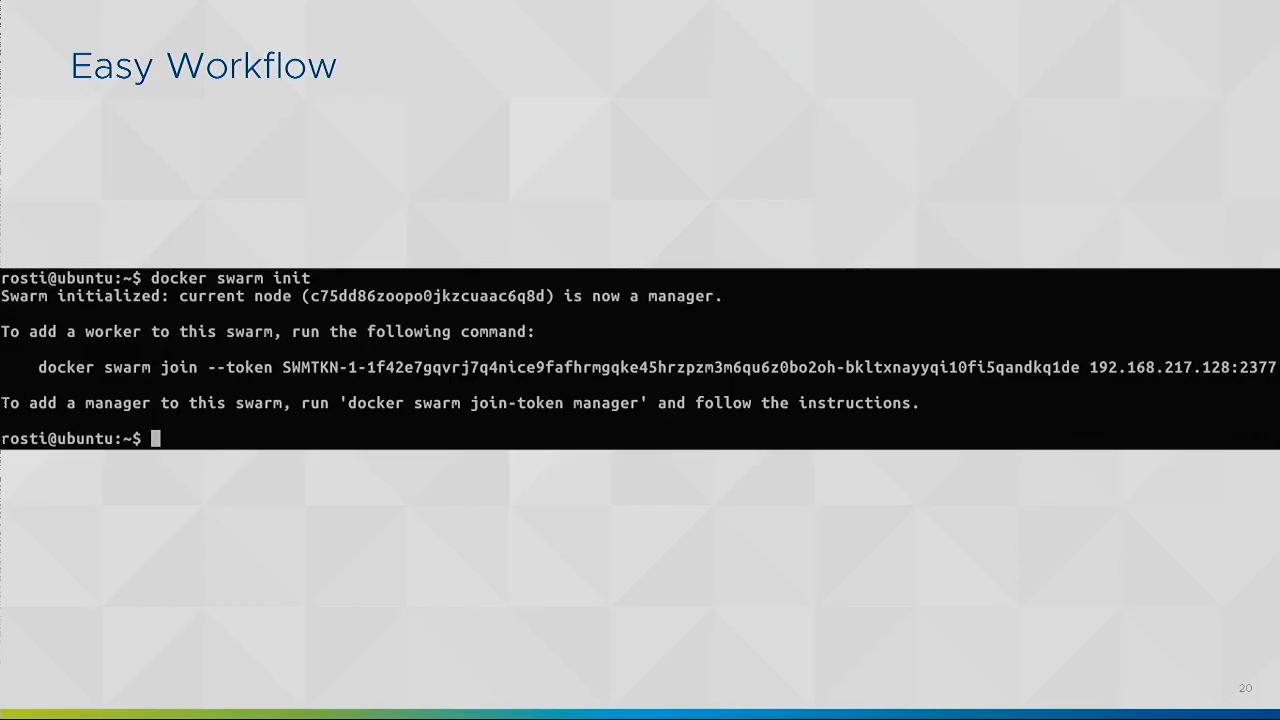 Easy Workflow
rosti@ubuntu:~$ docker swarm init
Swarm initialized: current node (c75dd86zoopo0jkzcuaac6q8d) is now a manager.
To add a worker to this swarm, run the following command:
docker swarm join --token SWMTKN-1-1f42e7gqvrj7q4nice9fafhrmgqke45hrzpzm3m6qu6z0bo2oh-bkltxnayyqi10fi5qandkq1de 192.168.217.128:2377
To add a manager to this swarm, run 'docker swarm join-token manager' and follow the instructions.
rosti@ubuntu:~$
20